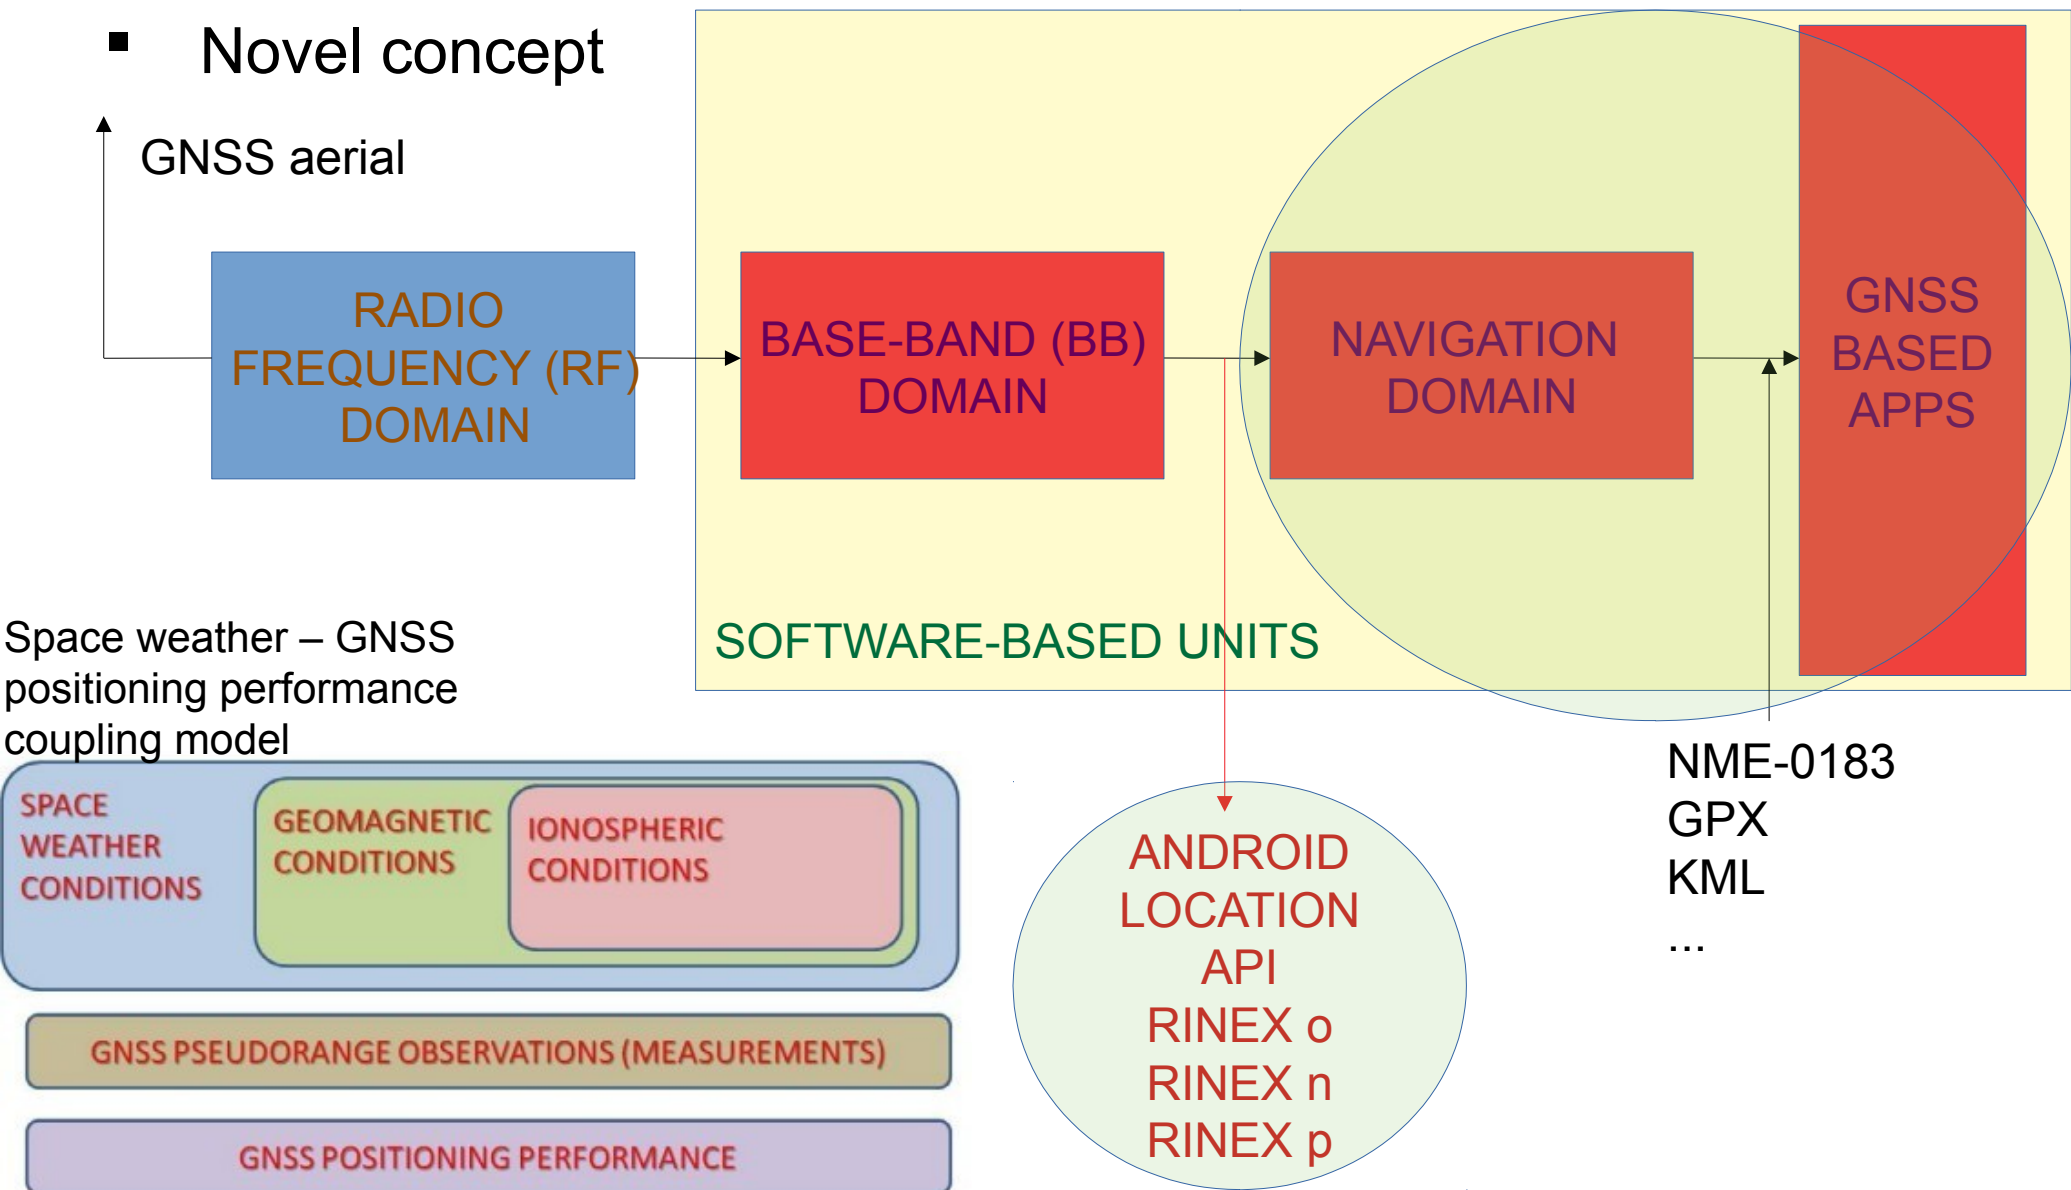 ▪ Novel concept
GNSS aerial
RADIO
FREQUENCY (RF)
DOMAIN
BASE-BAND (BB)
DOMAIN
NAVIGATION
DOMAIN
GNSS
BASED
APPS
SOFTWARE-BASED UNITS
Space weather – GNSS
positioning performance
coupling model
SPACE
WEATHER
CONDITIONS
GEOMAGNETIC
CONDITIONS
IONOSPHERIC
CONDITIONS
GNSS PSEUDORANGE OBSERVATIONS (MEASUREMENTS)
GNSS POSITIONING PERFORMANCE
ANDROID
LOCATION
API
RINEX o
RINEX n
RINEX p
NME-0183
GPX
KML
...